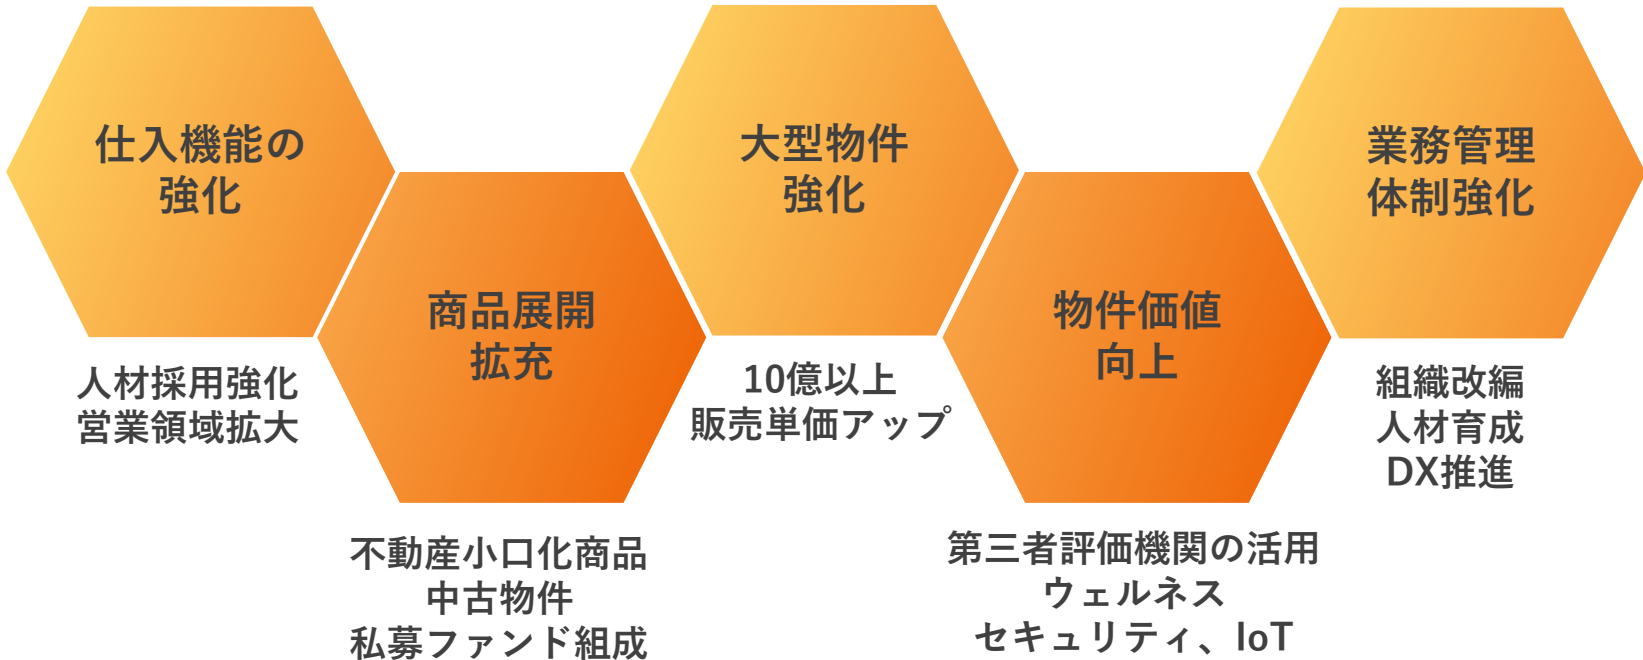 仕入機能の
強化
人材採用強化
営業領域拡大
商品展開
拡充
不動産小口化商品
中古物件
私募ファンド組成
大型物件
強化
10億以上
販売単価アップ
物件価値
向上
第三者評価機関の活用
ウェルネス
セキュリティ、IoT
業務管理
体制強化
組織改編
人材育成
DX推進